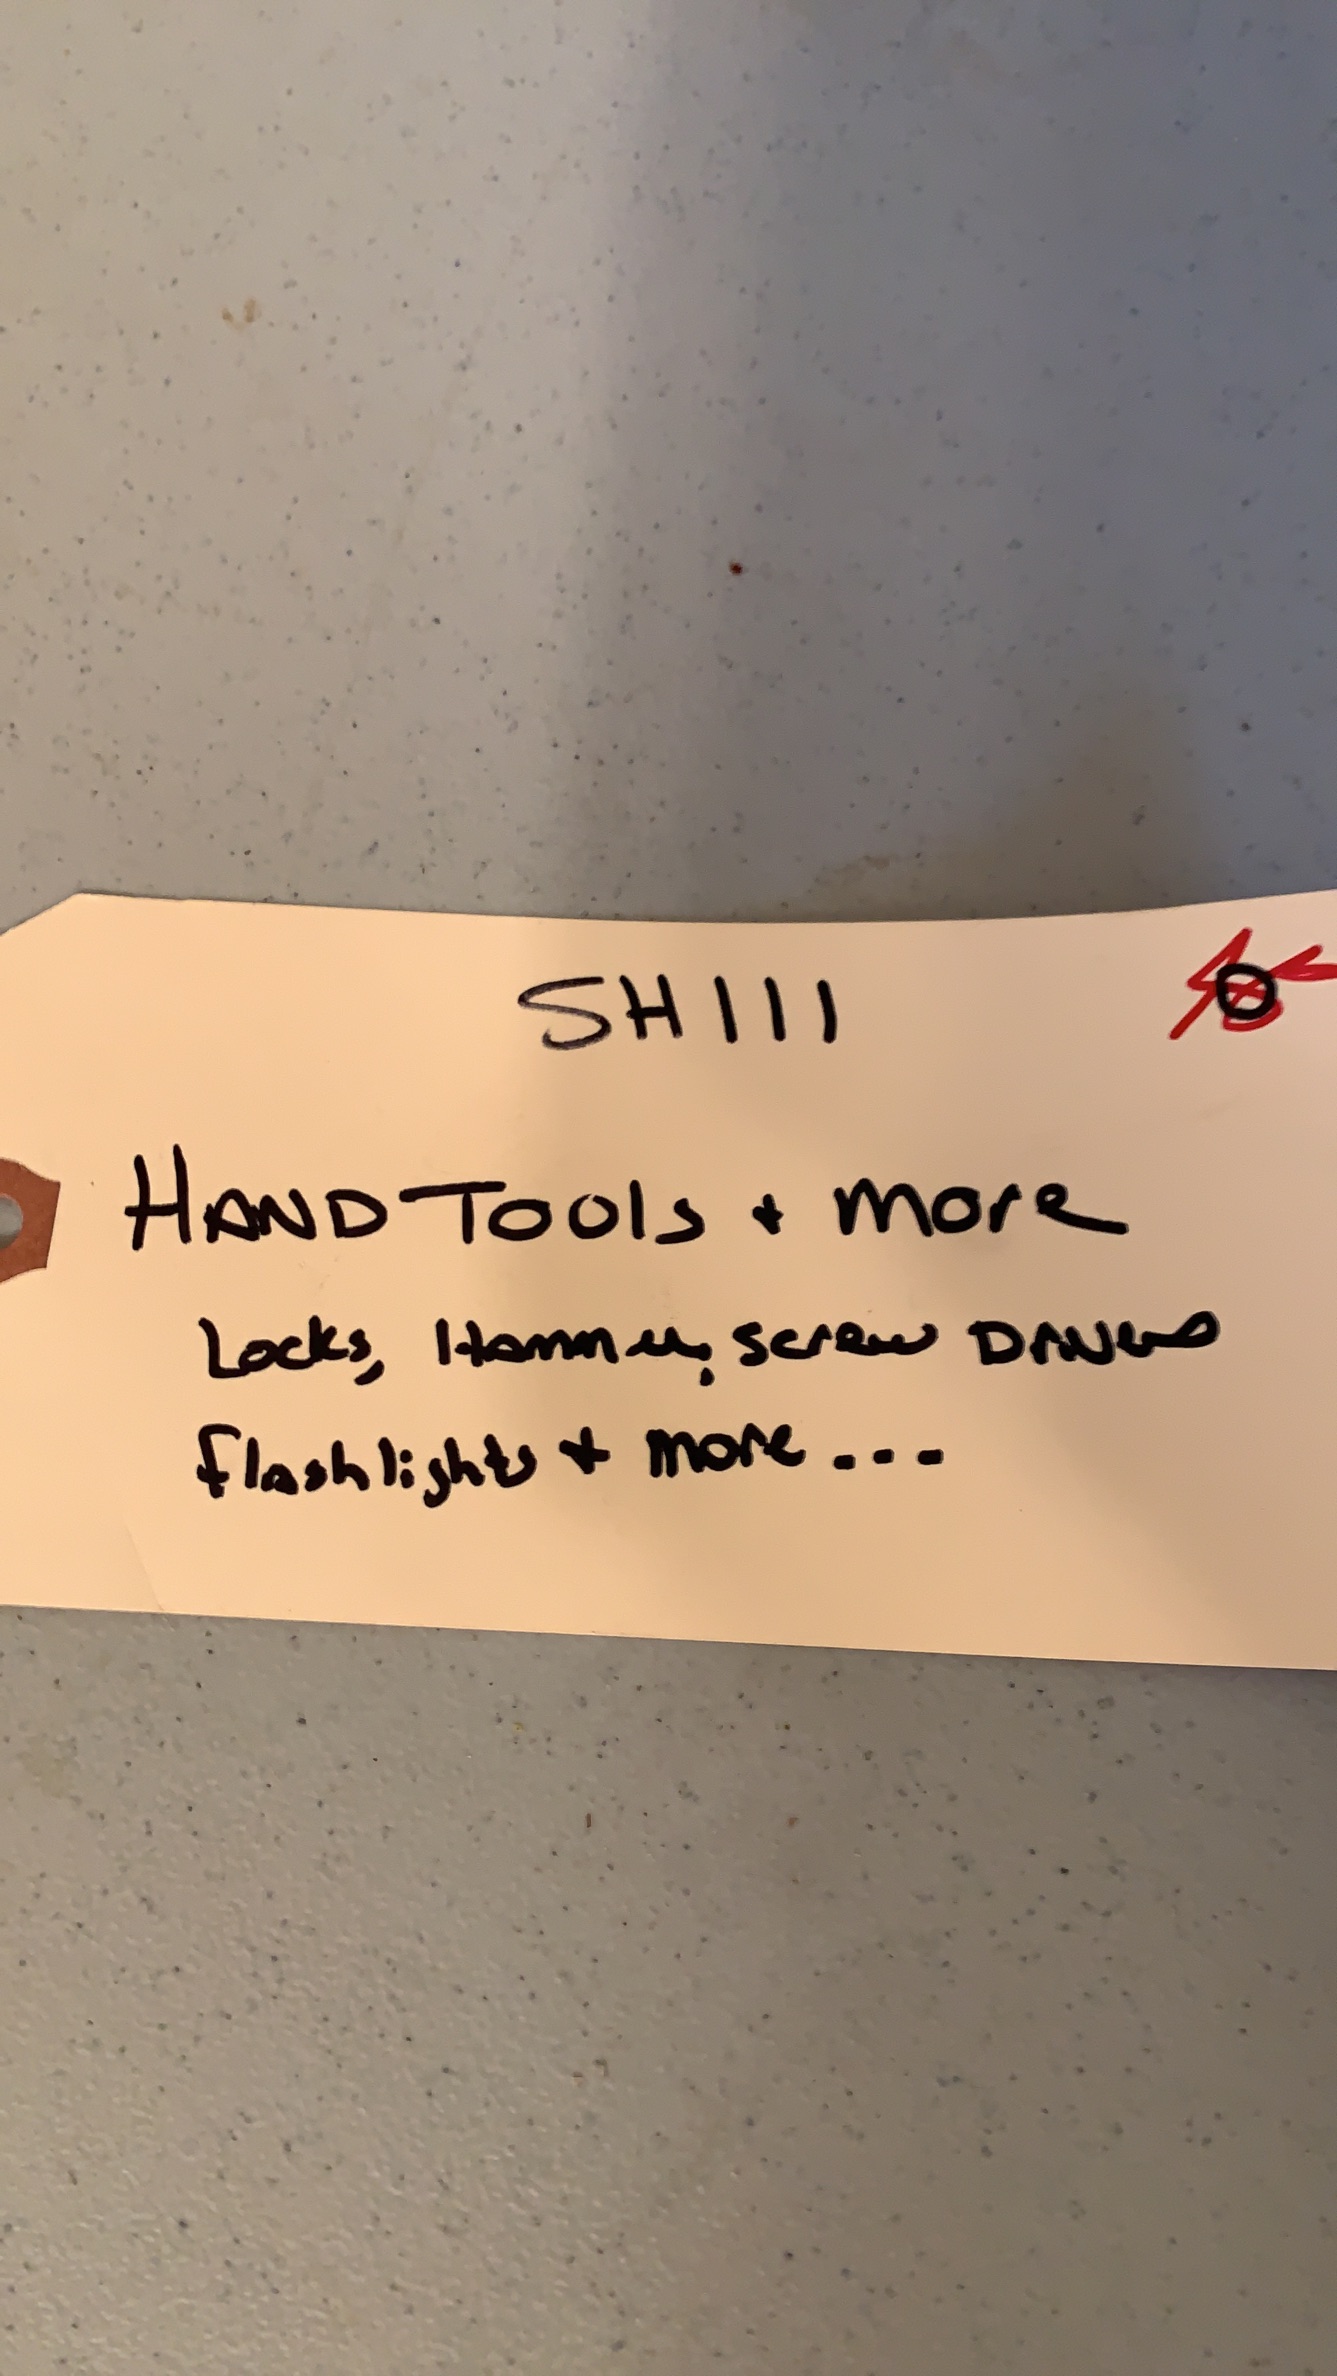 SH111
HAND Tools + more
Locks, Hammer, screw Drivers
flashlights + more...